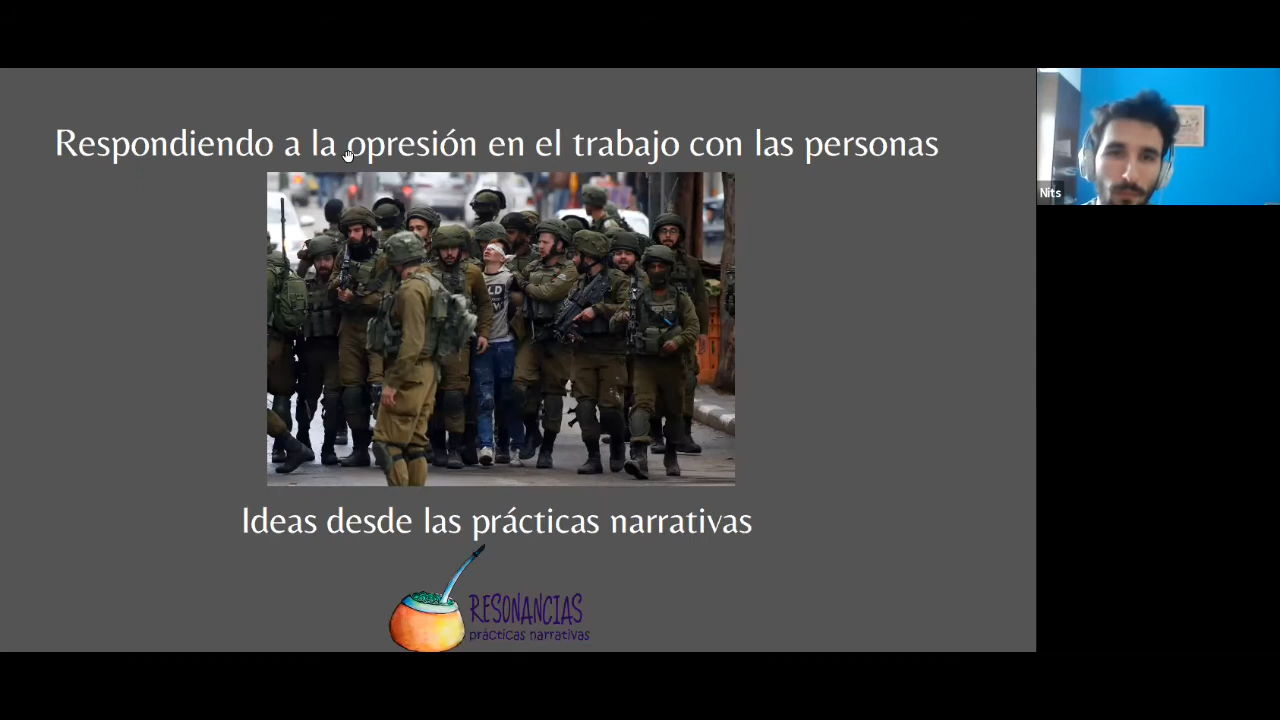 Respondiendo a la opresión en el trabajo con las personas
Nits
Ideas desde las prácticas narrativas
RESONANCIAS
prácticas narrativas